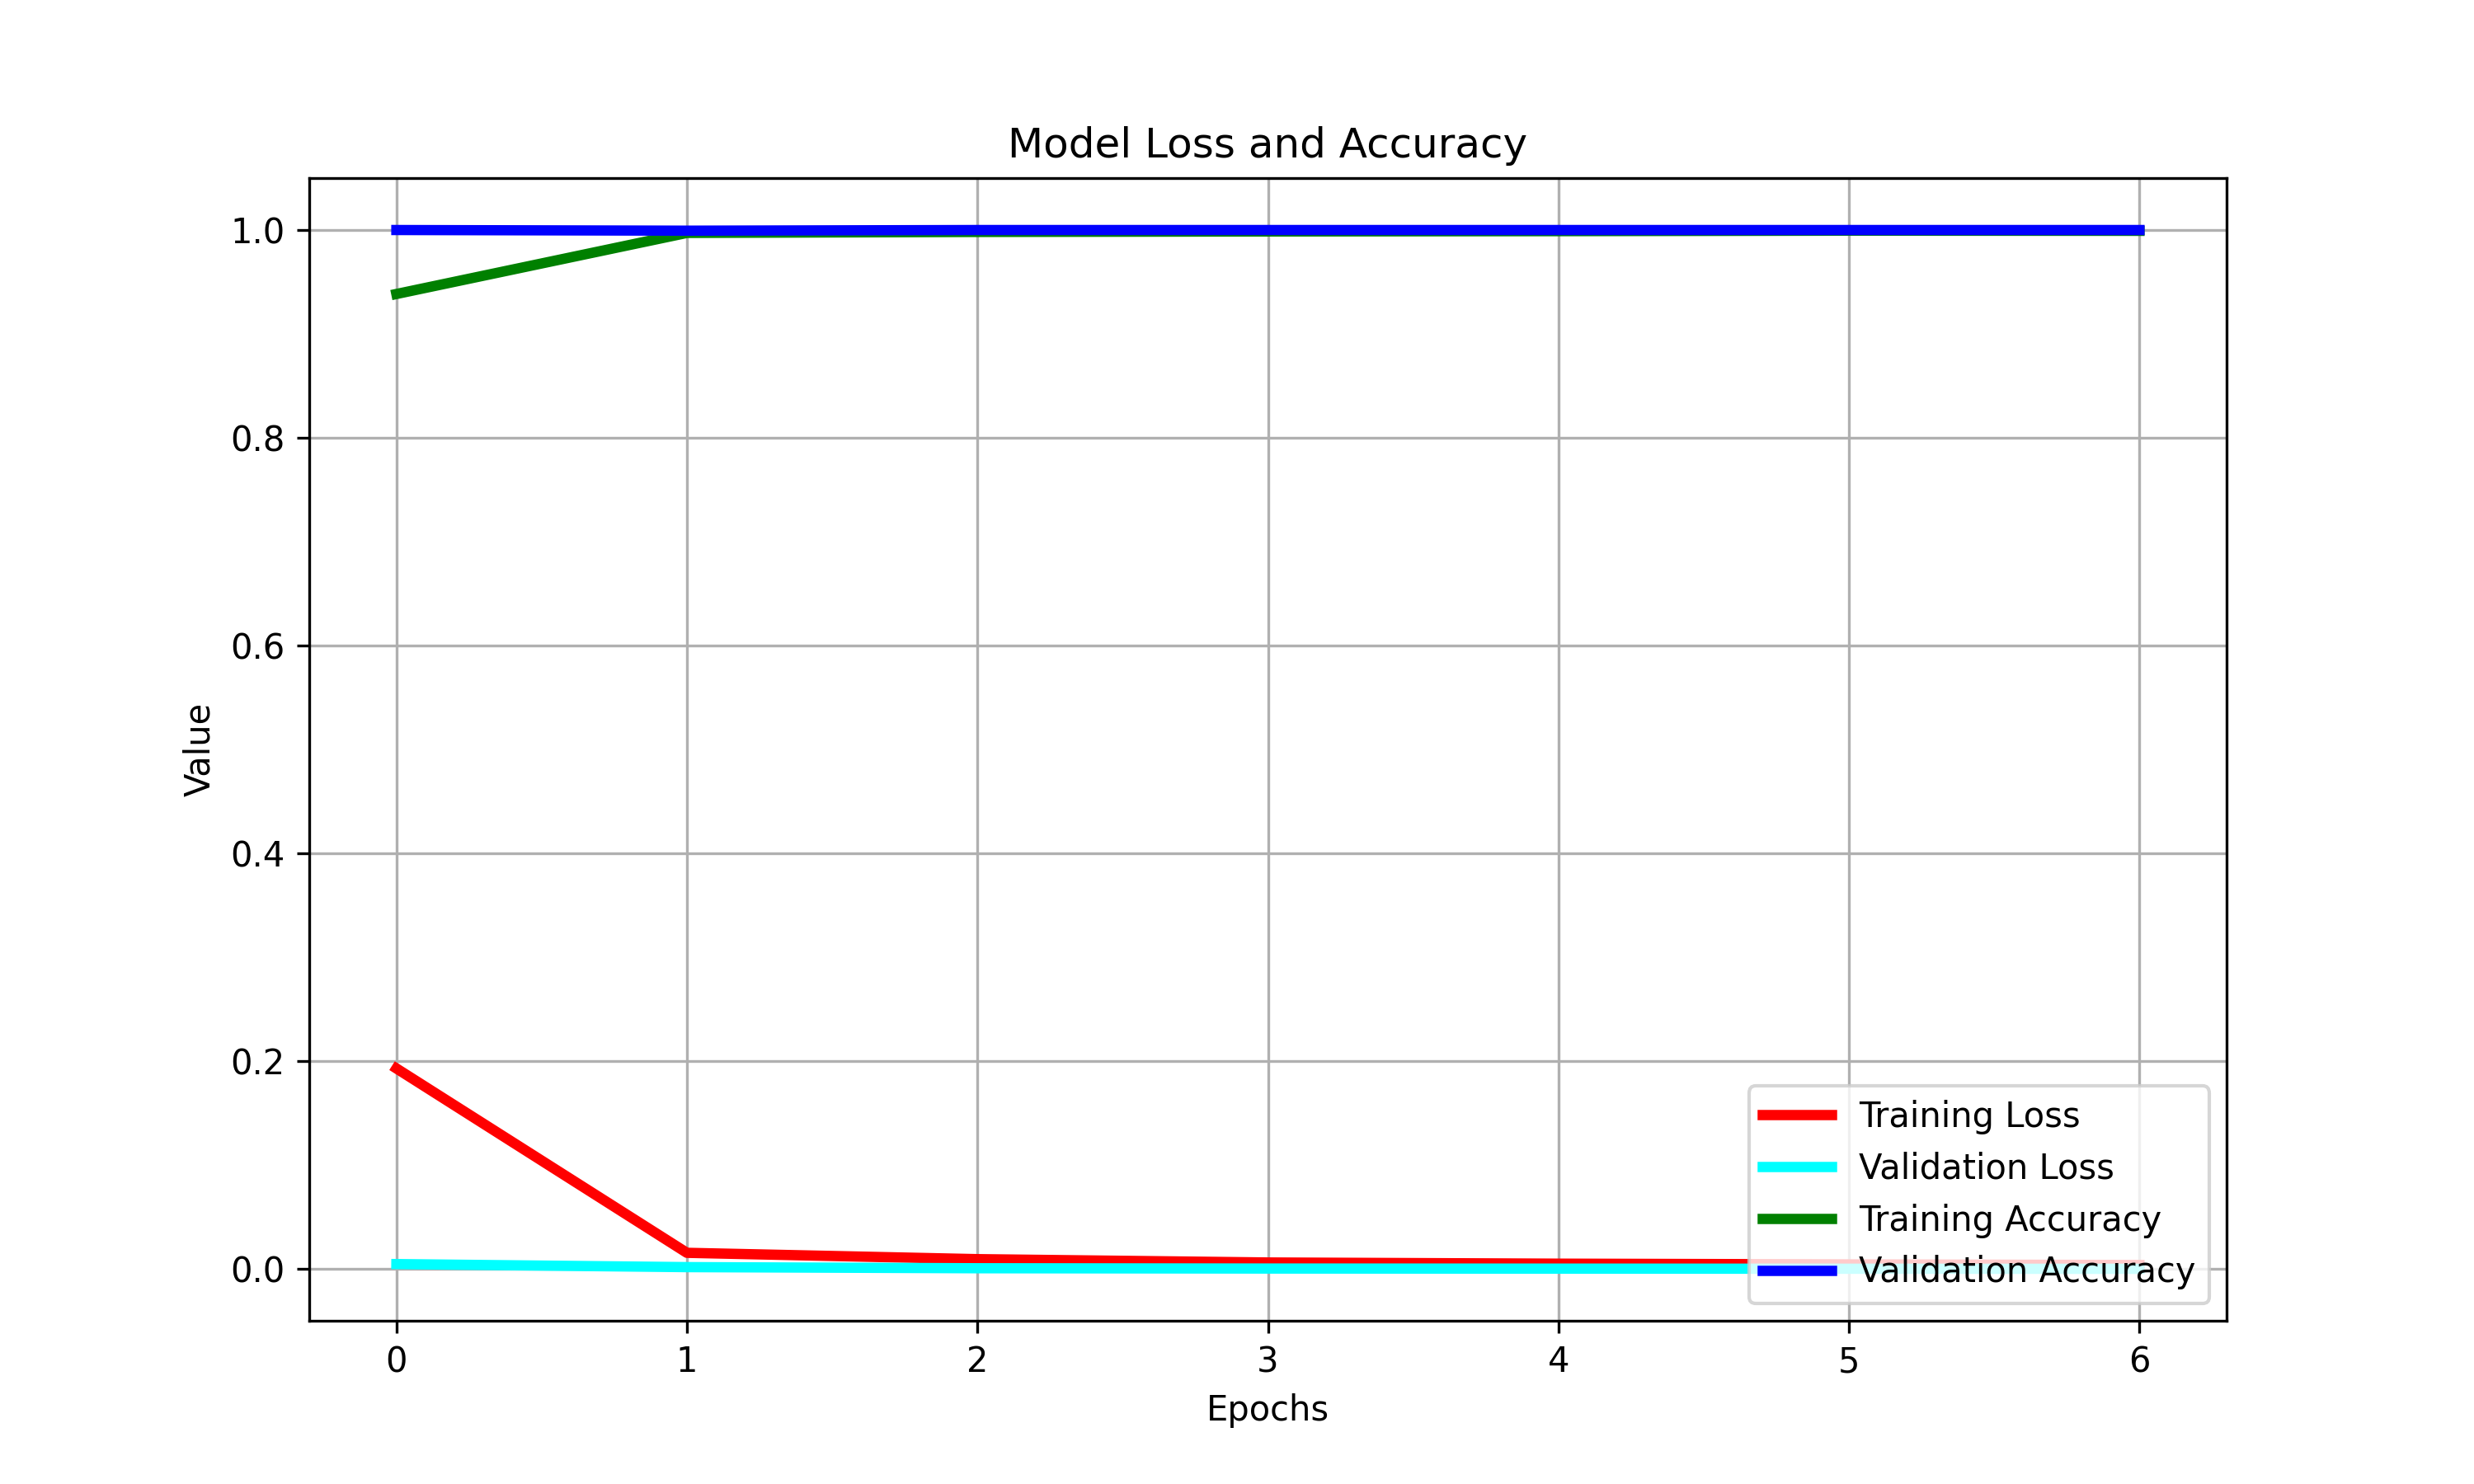 Model Loss and Accuracy
1.0
0.8
0.6
0.4
0.2
0.0
Value
Training Loss
Validation Loss
Training Accuracy
Validation Accuracy
0 1 2 3 4 5 6
Epochs